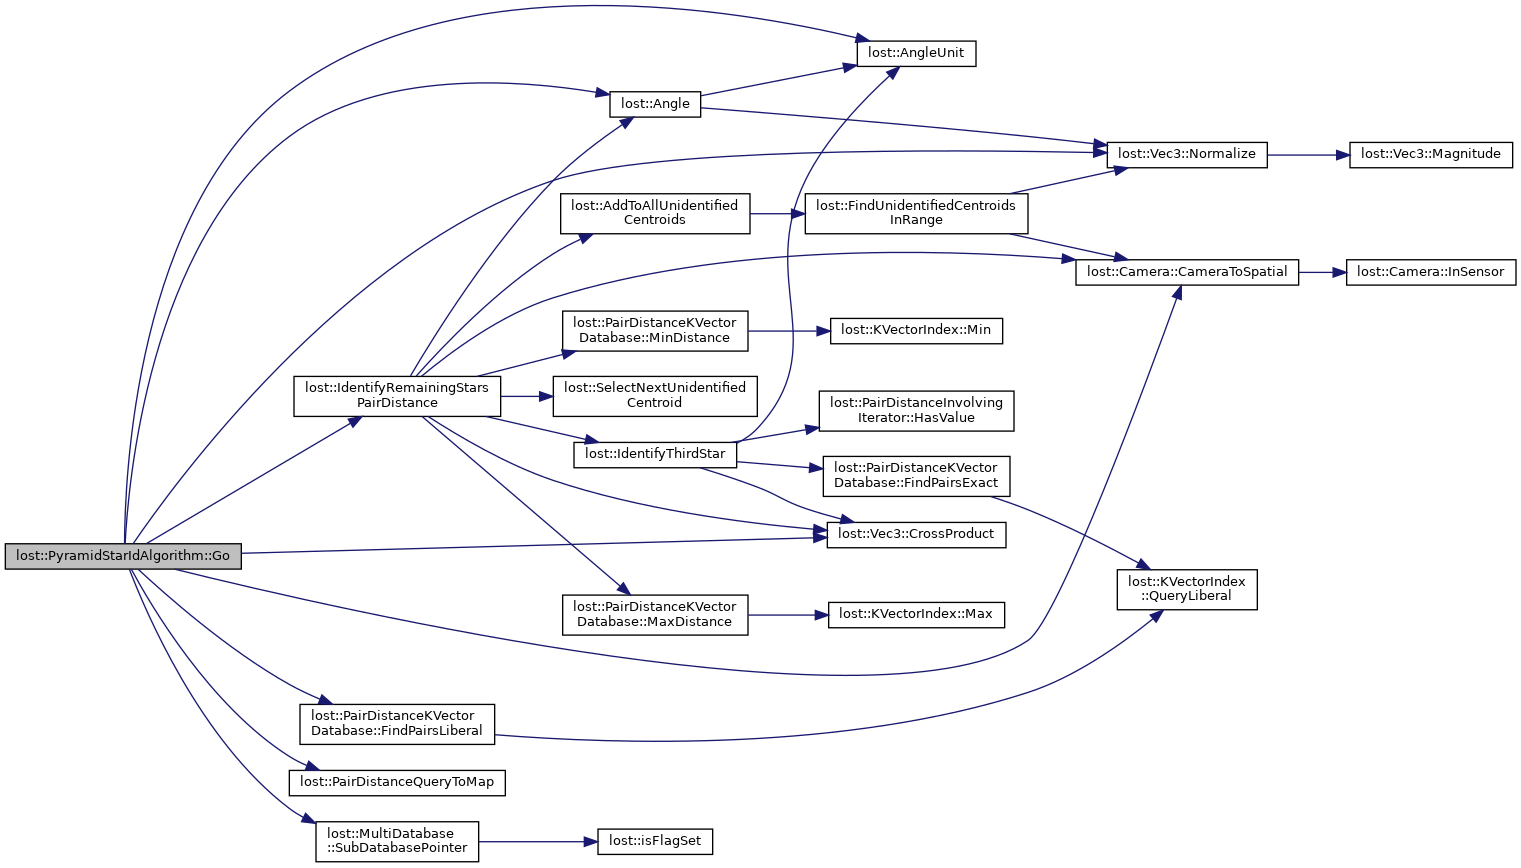 lost::AngleUnit
lost::Angle
lost::Vec3::Normalize
lost::Vec3::Magnitude
lost::AddToAllUnidentified
Centroids
lost::FindUnidentifiedCentroids
InRange
lost::Camera::CameraToSpatial
lost::Camera::InSensor
lost::PairDistanceKVector
Database::MinDistance
lost::KVectorIndex::Min
lost::IdentifyRemainingStars
PairDistance
lost::SelectNextUnidentified
Centroid
lost::PairDistanceInvolving
Iterator::HasValue
lost::IdentifyThirdStar
lost::PairDistanceKVector
Database::FindPairsExact
lost::Vec3::CrossProduct
lost::PyramidStarIdAlgorithm::Go
lost::KVectorIndex
::QueryLiberal
lost::PairDistanceKVector
Database::MaxDistance
lost::KVectorIndex::Max
lost::PairDistanceKVector
Database::FindPairsLiberal
lost::PairDistanceQueryToMap
lost::MultiDatabase
::SubDatabasePointer
lost::isFlagSet